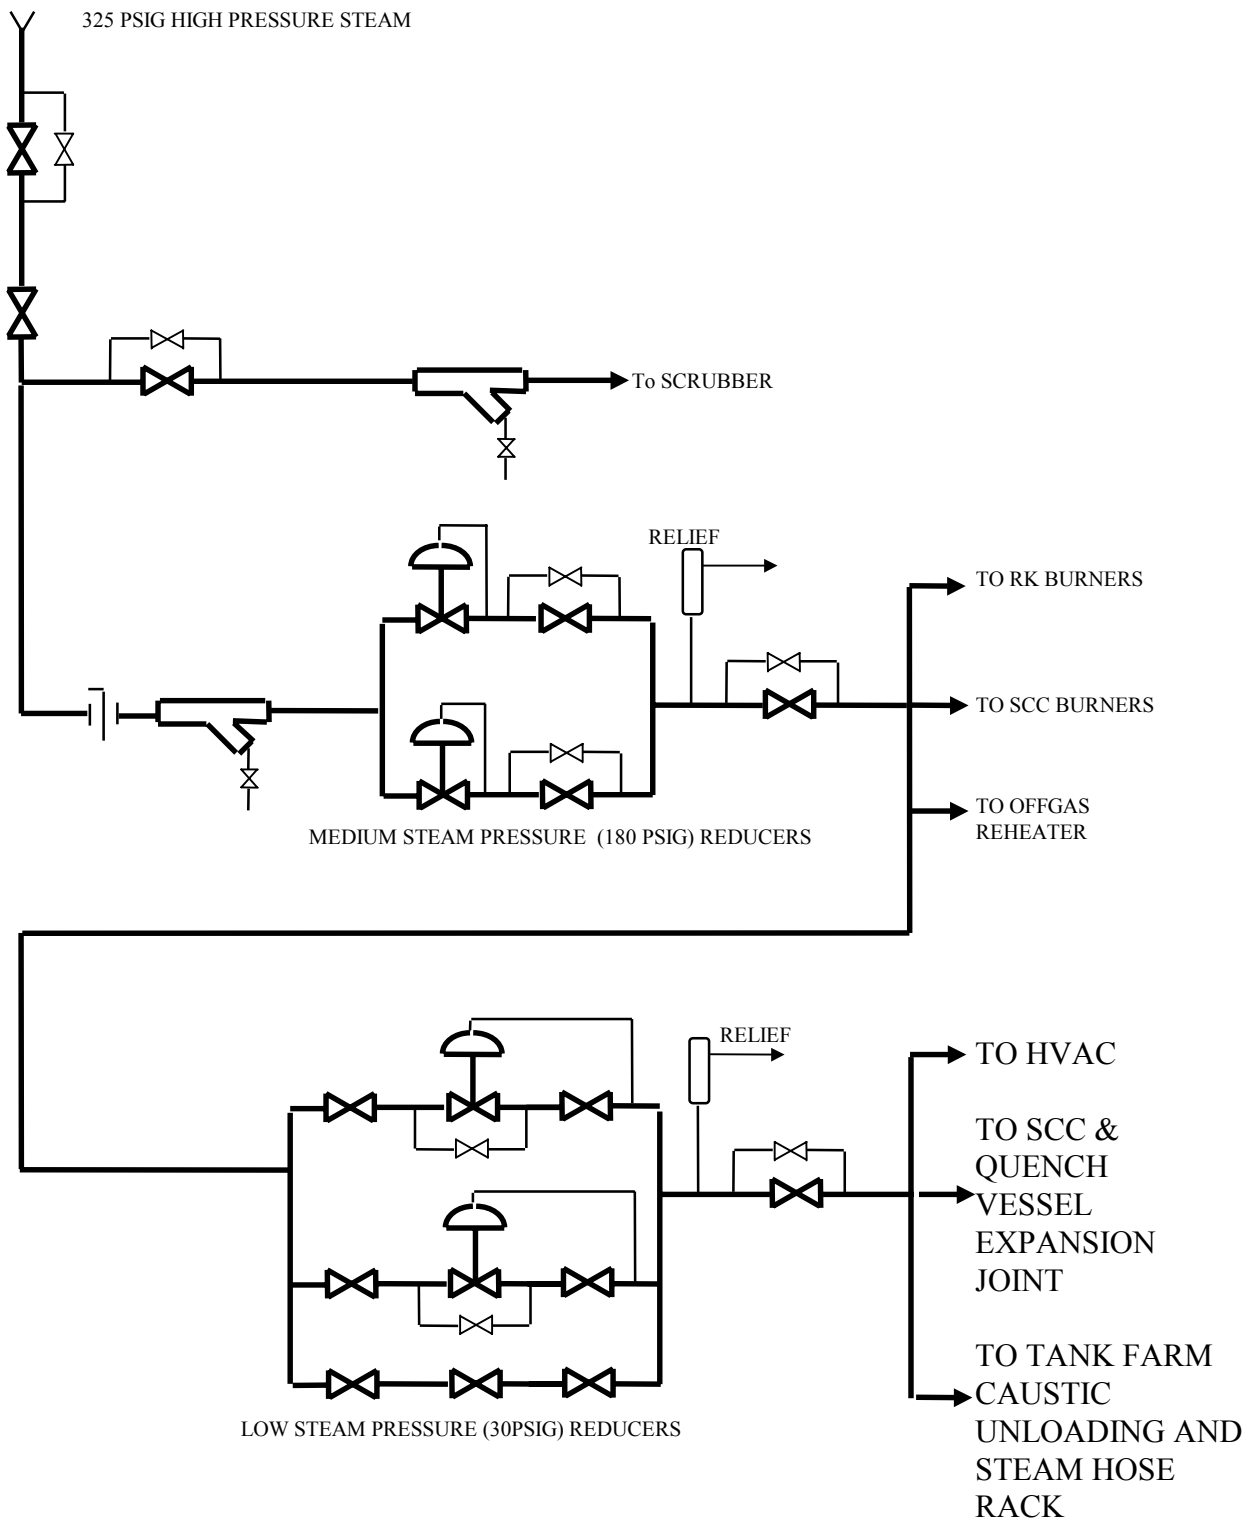 325 PSIG HIGH PRESSURE STEAM
To SCRUBBER
RELIEF
TO RK BURNERS
TO SCC BURNERS
TO OFFGAS
REHEATER
MEDIUM STEAM PRESSURE (180 PSIG) REDUCERS
RELIEF
TO HVAC
TO SCC &
QUENCH
VESSEL
EXPANSION
JOINT
TO TANK FARM
CAUSTIC
UNLOADING AND
STEAM HOSE
RACK
LOW STEAM PRESSURE (30PSIG) REDUCERS